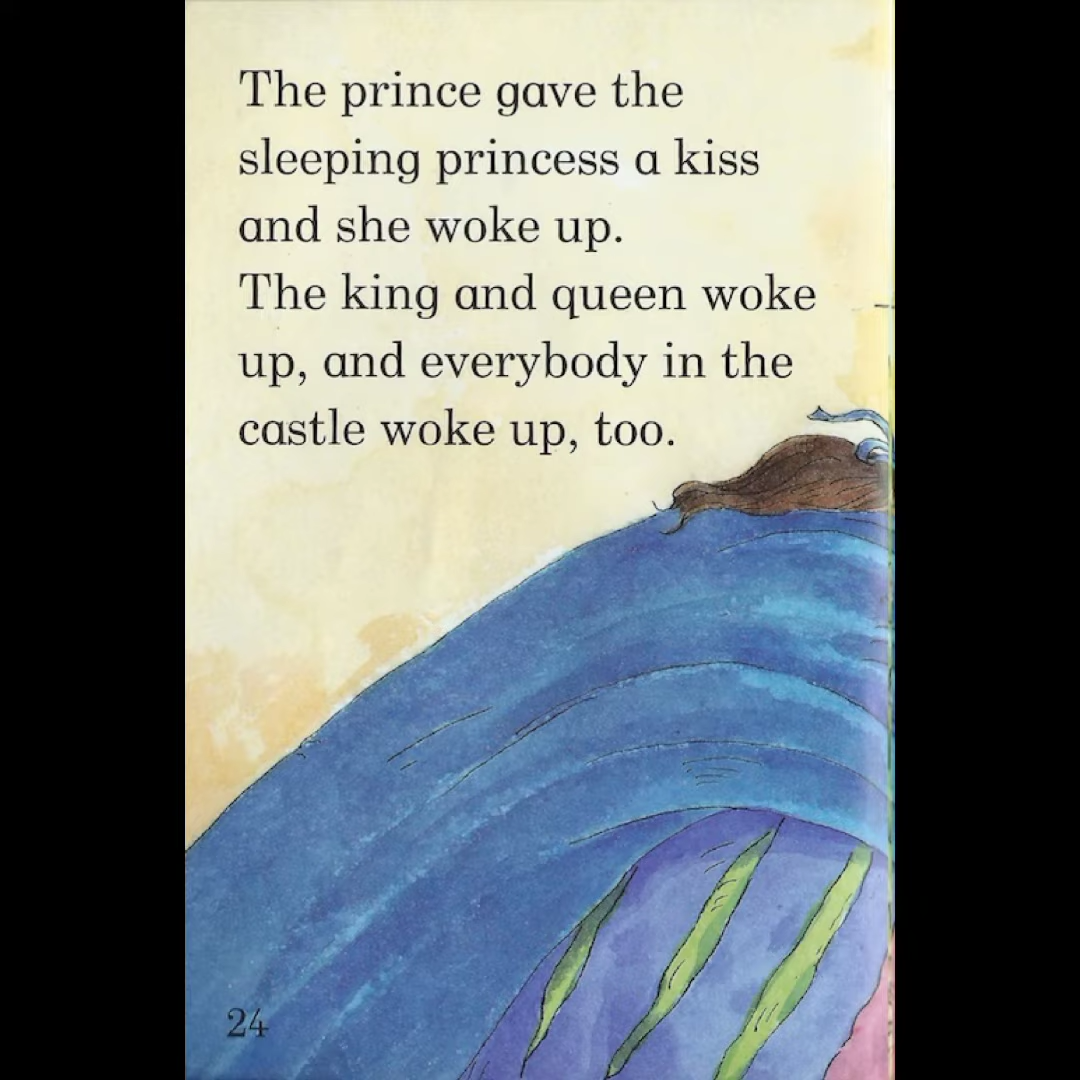 The prince gave the
sleeping princess a kiss
and she woke up.
The king and queen woke
up, and everybody in the
castle woke up, too.
24